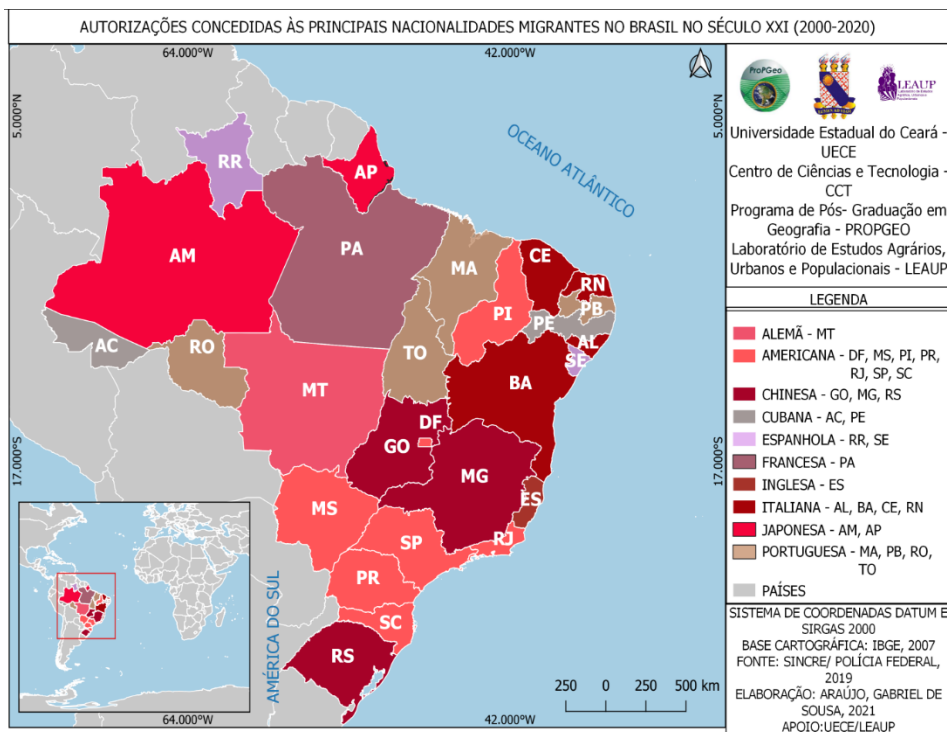 AUTORIZAÇÕES CONCEDIDAS ÀS PRINCIPAIS NACIONALIDADES MIGRANTES NO BRASIL NO SÉCULO XXI (2000-2020)
64.000°W
42.000°W
5.000°N
5.000°N
OCEANO ATLÂNTICO
RR
AP
AM
PA
MA
CE
RN
PB
PI
PE
AC
RO
TO
AL
SE
BA
MT
DF
GO
MG
ES
MS
SP
RJ
PR
SC
RS
17.000°S
17.000°S
AMÉRICA DO SUL
250 0 250 500 km
64.000°W
42.000°W
ProPGeo
LEAUP
Universidade Estadual do Ceará -
UECE
Centro de Ciências e Tecnologia -
CCT
Programa de Pós- Graduação em
Geografia - PROPGEO
Laboratório de Estudos Agrários,
Urbanos e Populacionais - LEAUP
LEGENDA
ALEMÃ - MT
AMERICANA - DF, MS, PI, PR,
RJ, SP, SC
CHINESA - GO, MG, RS
CUBANA - AC, PE
ESPANHOLA - RR, SE
FRANCESA - PA
INGLESA - ES
ITALIANA - AL, BA, CE, RN
JAPONESA - AM, AP
PORTUGUESA - MA, PB, RO,
TO
PAÍSES
SISTEMA DE COORDENADAS DATUM E
SIRGAS 2000
BASE CARTOGRÁFICA: IBGE, 2007
FONTE: SINCRE/ POLÍCIA FEDERAL,
2019
ELABORAÇÃO: ARAÚJO, GABRIEL DE
SOUSA, 2021
APOIO:UECE/LEAUP